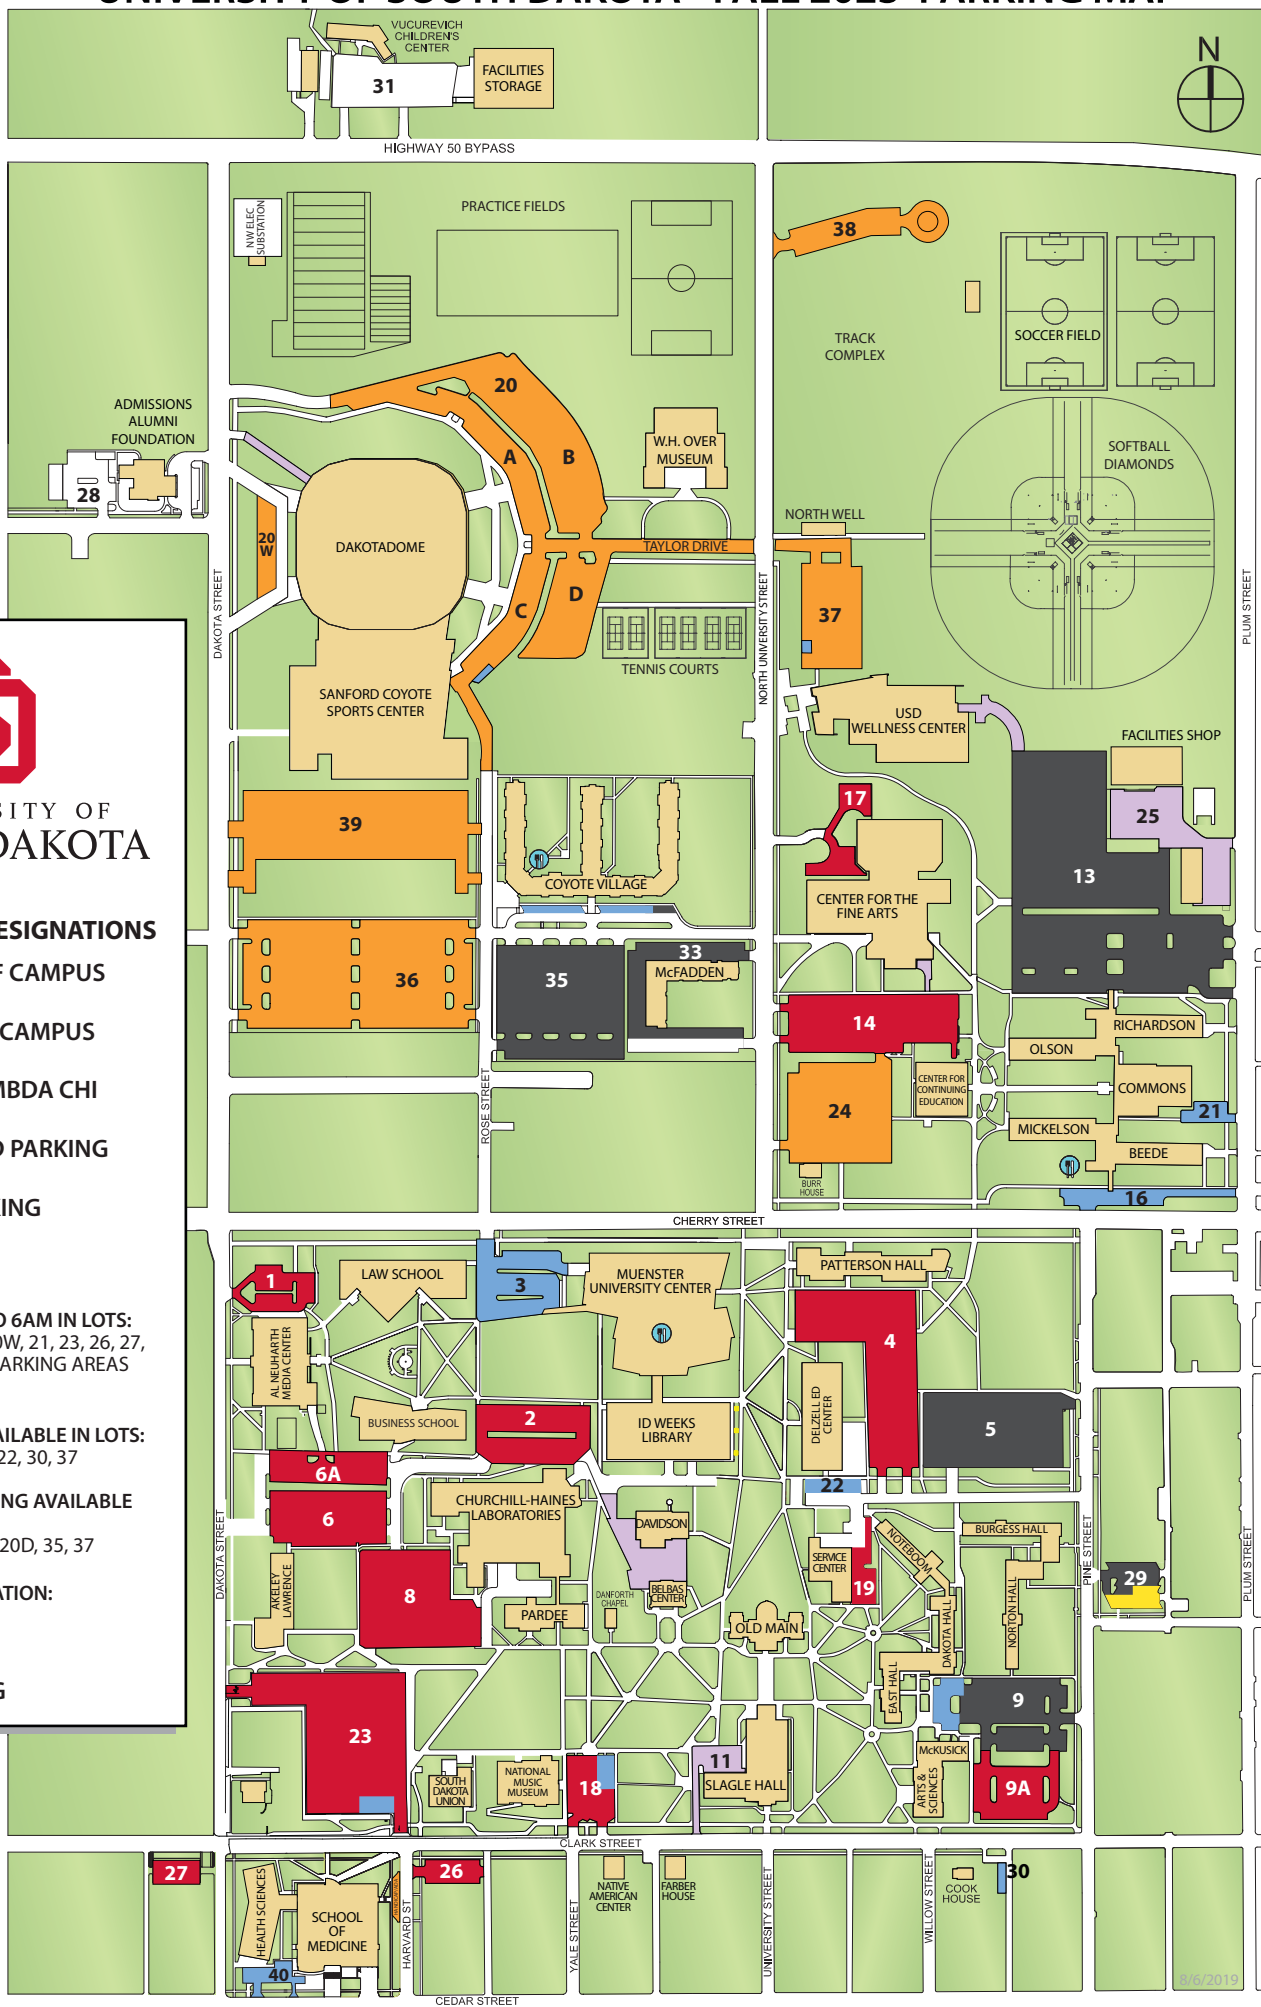 UNIVERSITY OF SOUTH DAKOTA
PARKING MAP
VUCUREVICH
CHILDREN'S
CENTER
31
FACILITIES
STORAGE
N
HIGHWAY 50 BYPASS
NW ELEC
SUBSTATION
PRACTICE FIELDS
38
TRACK
COMPLEX
SOCCER FIELD
20
ADMISSIONS
ALUMNI
FOUNDATION
28
A
B
W.H. OVER
MUSEUM
SOFTBALL
DIAMONDS
NORTH WELL
20
W
DAKOTADOME
TAYLOR DRIVE
DAKOTA STREET
C
D
NORTH UNIVERSITY STREET
37
PLUM STREET
TENNIS COURTS
SANFORD COYOTE
SPORTS CENTER
USD
WELLNESS CENTER
FACILITIES SHOP
SITY OF
DAKOTA
39
17
25
COYOTE VILLAGE
13
CENTER FOR THE
FINE ARTS
ESIGNATIONS
F CAMPUS
CAMPUS
MBDA CHI
PARKING
ING
36
35
33
McFADDEN
14
RICHARDSON
OLSON
COMMONS
CENTER FOR
CONTINUING
EDUCATION
24
21
MICKELSON
BEEDE
ROSE STREET
BURR
HOUSE
16
CHERRY STREET
1
LAW SCHOOL
3
MUENSTER
UNIVERSITY CENTER
PATTERSON HALL
6AM IN LOTS:
0W, 21, 23, 26, 27,
PARKING AREAS
AILABLE IN LOTS:
22, 30, 37
NG AVAILABLE
20D, 35, 37
ATION:
G
AL NEUHARTH
MEDIA CENTER
4
BUSINESS SCHOOL
2
ID WEEKS
LIBRARY
DELZELL ED
CENTER
5
6A
22
6
CHURCHILL-HAINES
LABORATORIES
DAVIDSON
DAKOTA STREET
SERVICE
CENTER
NOTEBOOM
BURGESS HALL
PINE STREET
PLUM STREET
AKELEY
LAWRENCE
8
DANFORTH
CHAPEL
BELBAS
CENTER
19
29
PARDEE
OLD MAIN
DAKOTA HALL
NORTON HALL
EAST HALL
9
23
SOUTH
DAKOTA
UNION
NATIONAL
MUSIC
MUSEUM
18
11
SLAGLE HALL
McKUSICK
ARTS &
SCIENCES
9A
CLARK STREET
27
HEALTH SCIENCES
SCHOOL
OF
MEDICINE
HARVARD ST
26
YALE STREET
NATIVE
AMERICAN
CENTER
FARBER
HOUSE
UNIVERSITY STREET
WILLOW STREET
COOK
HOUSE
30
40
CEDAR STREET
8/6/2019